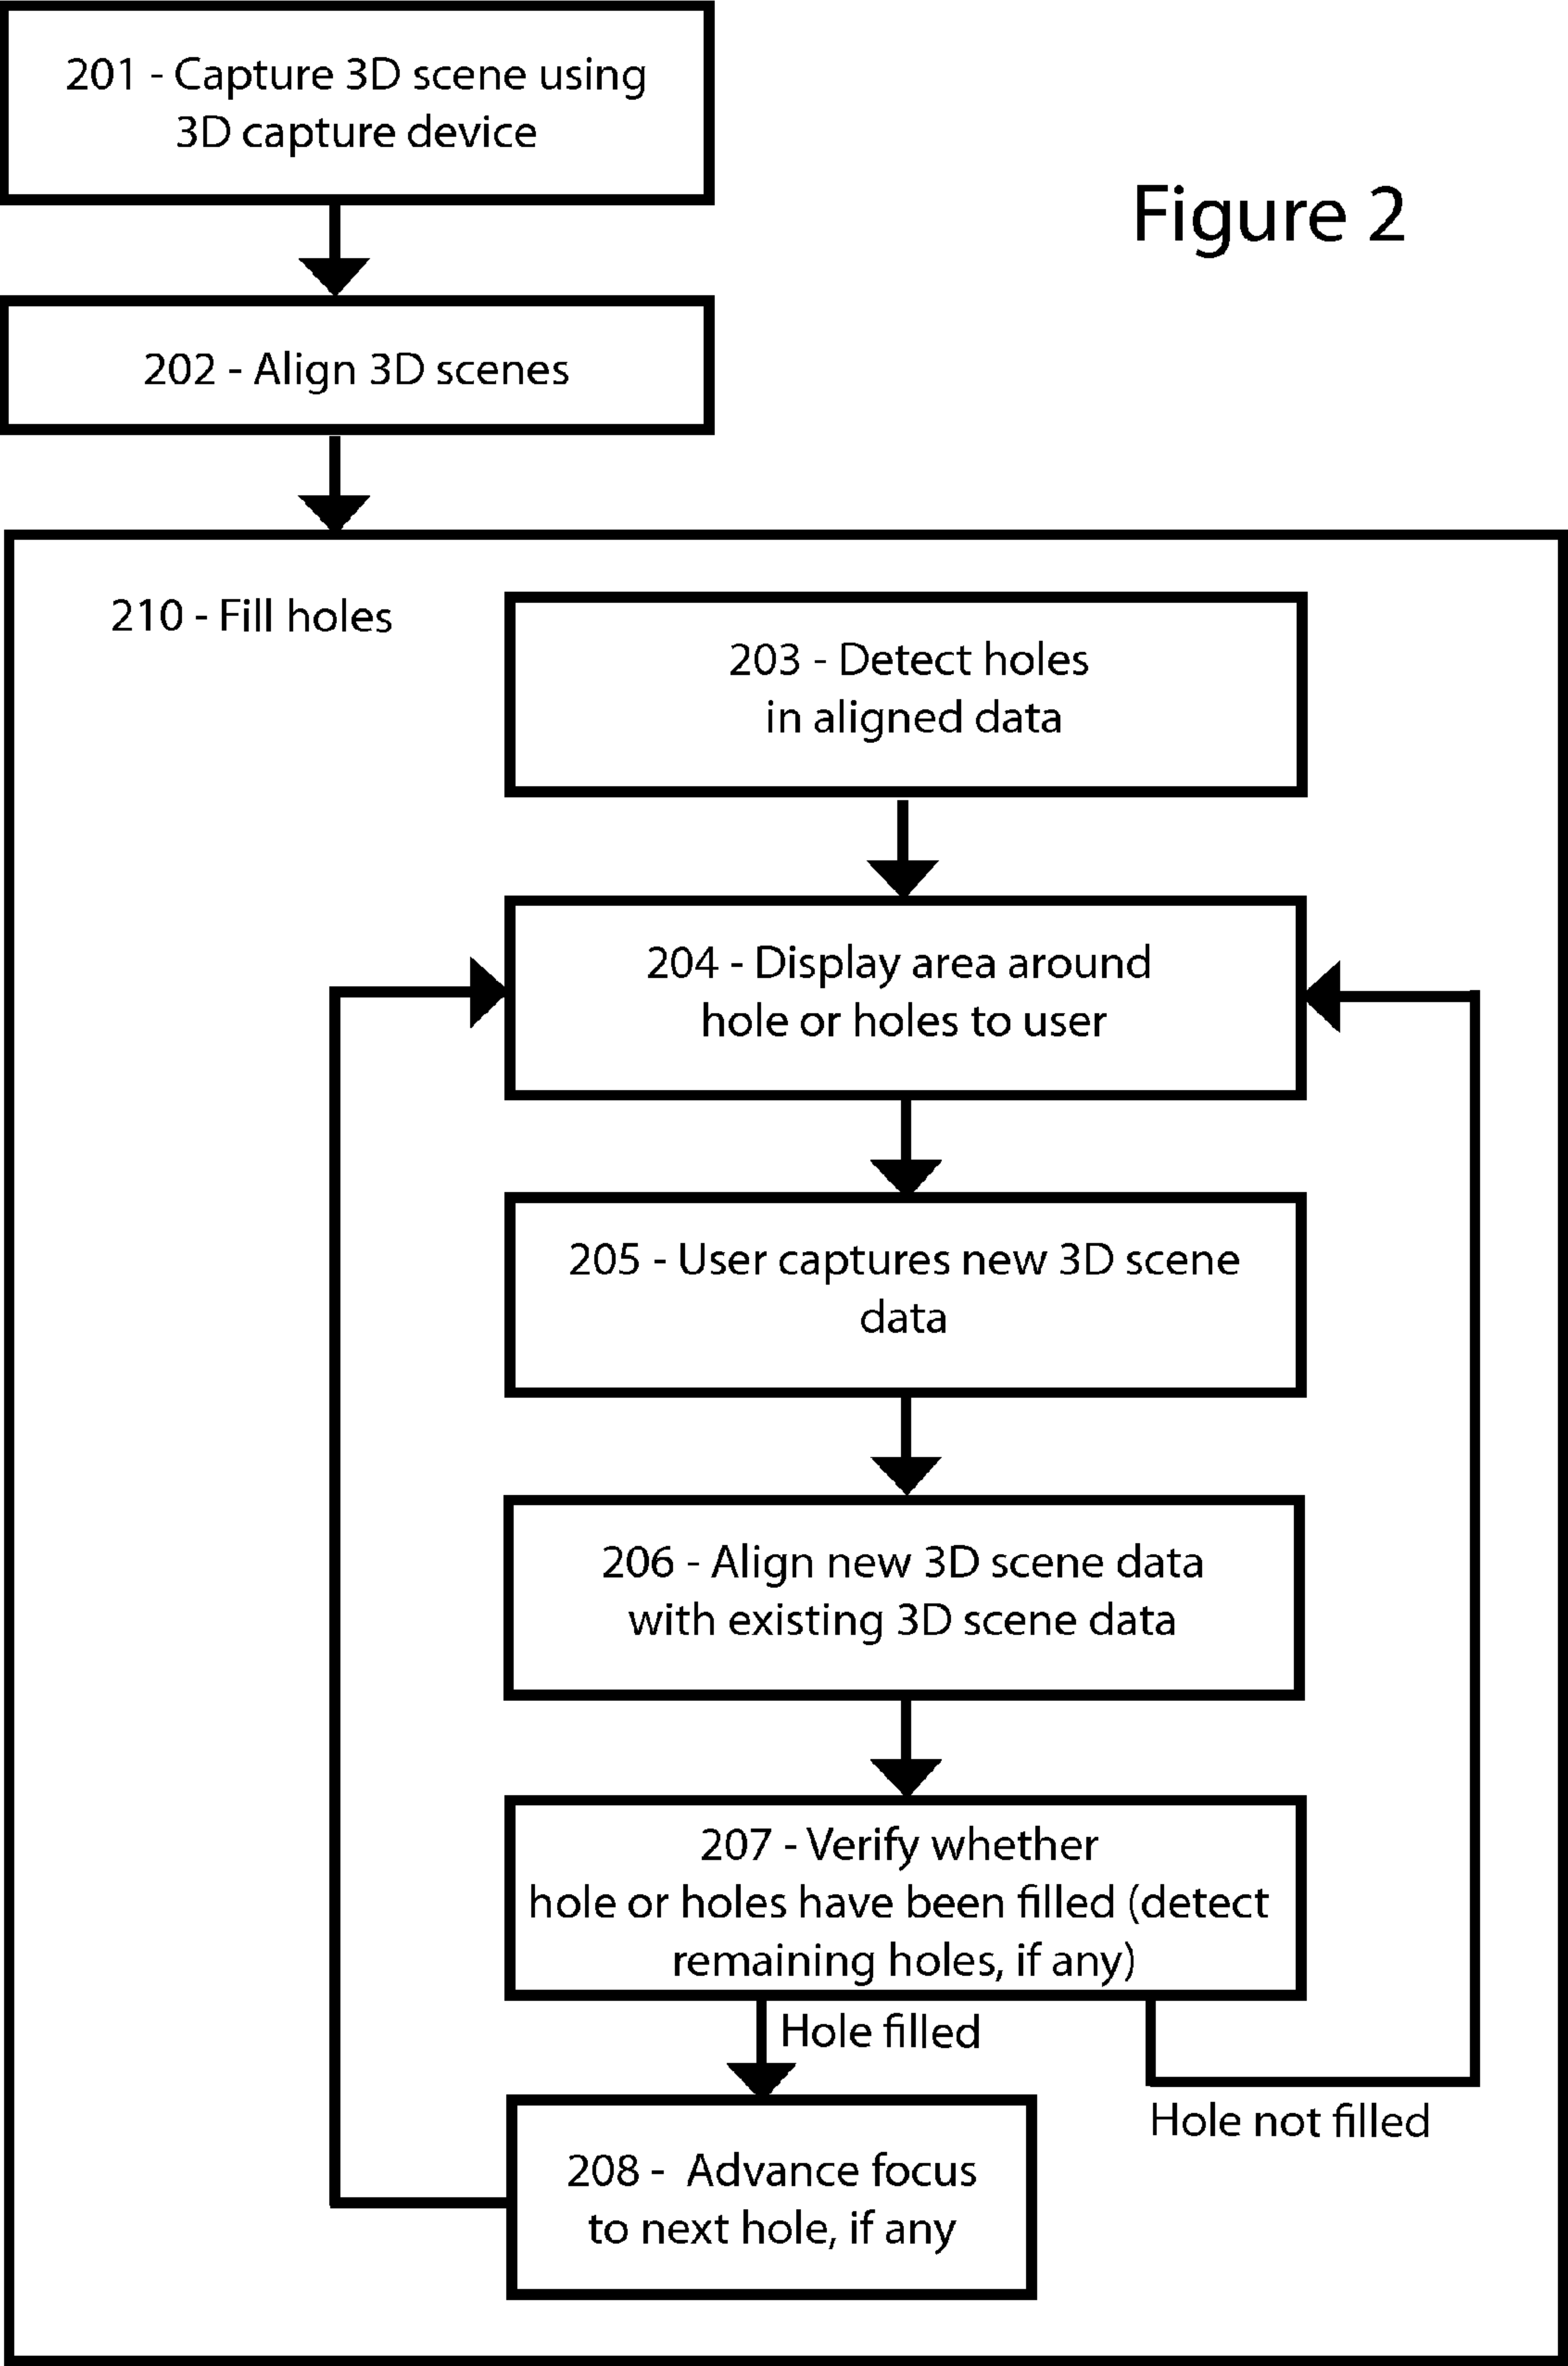 201 - Capture 3D scene using
3D capture device
Figure 2
202 - Align 3D scenes
210 - Fill holes
203 - Detect holes
in aligned data
204 - Display area around
hole or holes to user
205 - User captures new 3D scene
data
206 - Align new 3D scene data
with existing 3D scene data
207 - Verify whether
hole or holes have been filled (detect
remaining holes, if any)
Hole filled
Hole not filled
208 - Advance focus
to next hole, if any